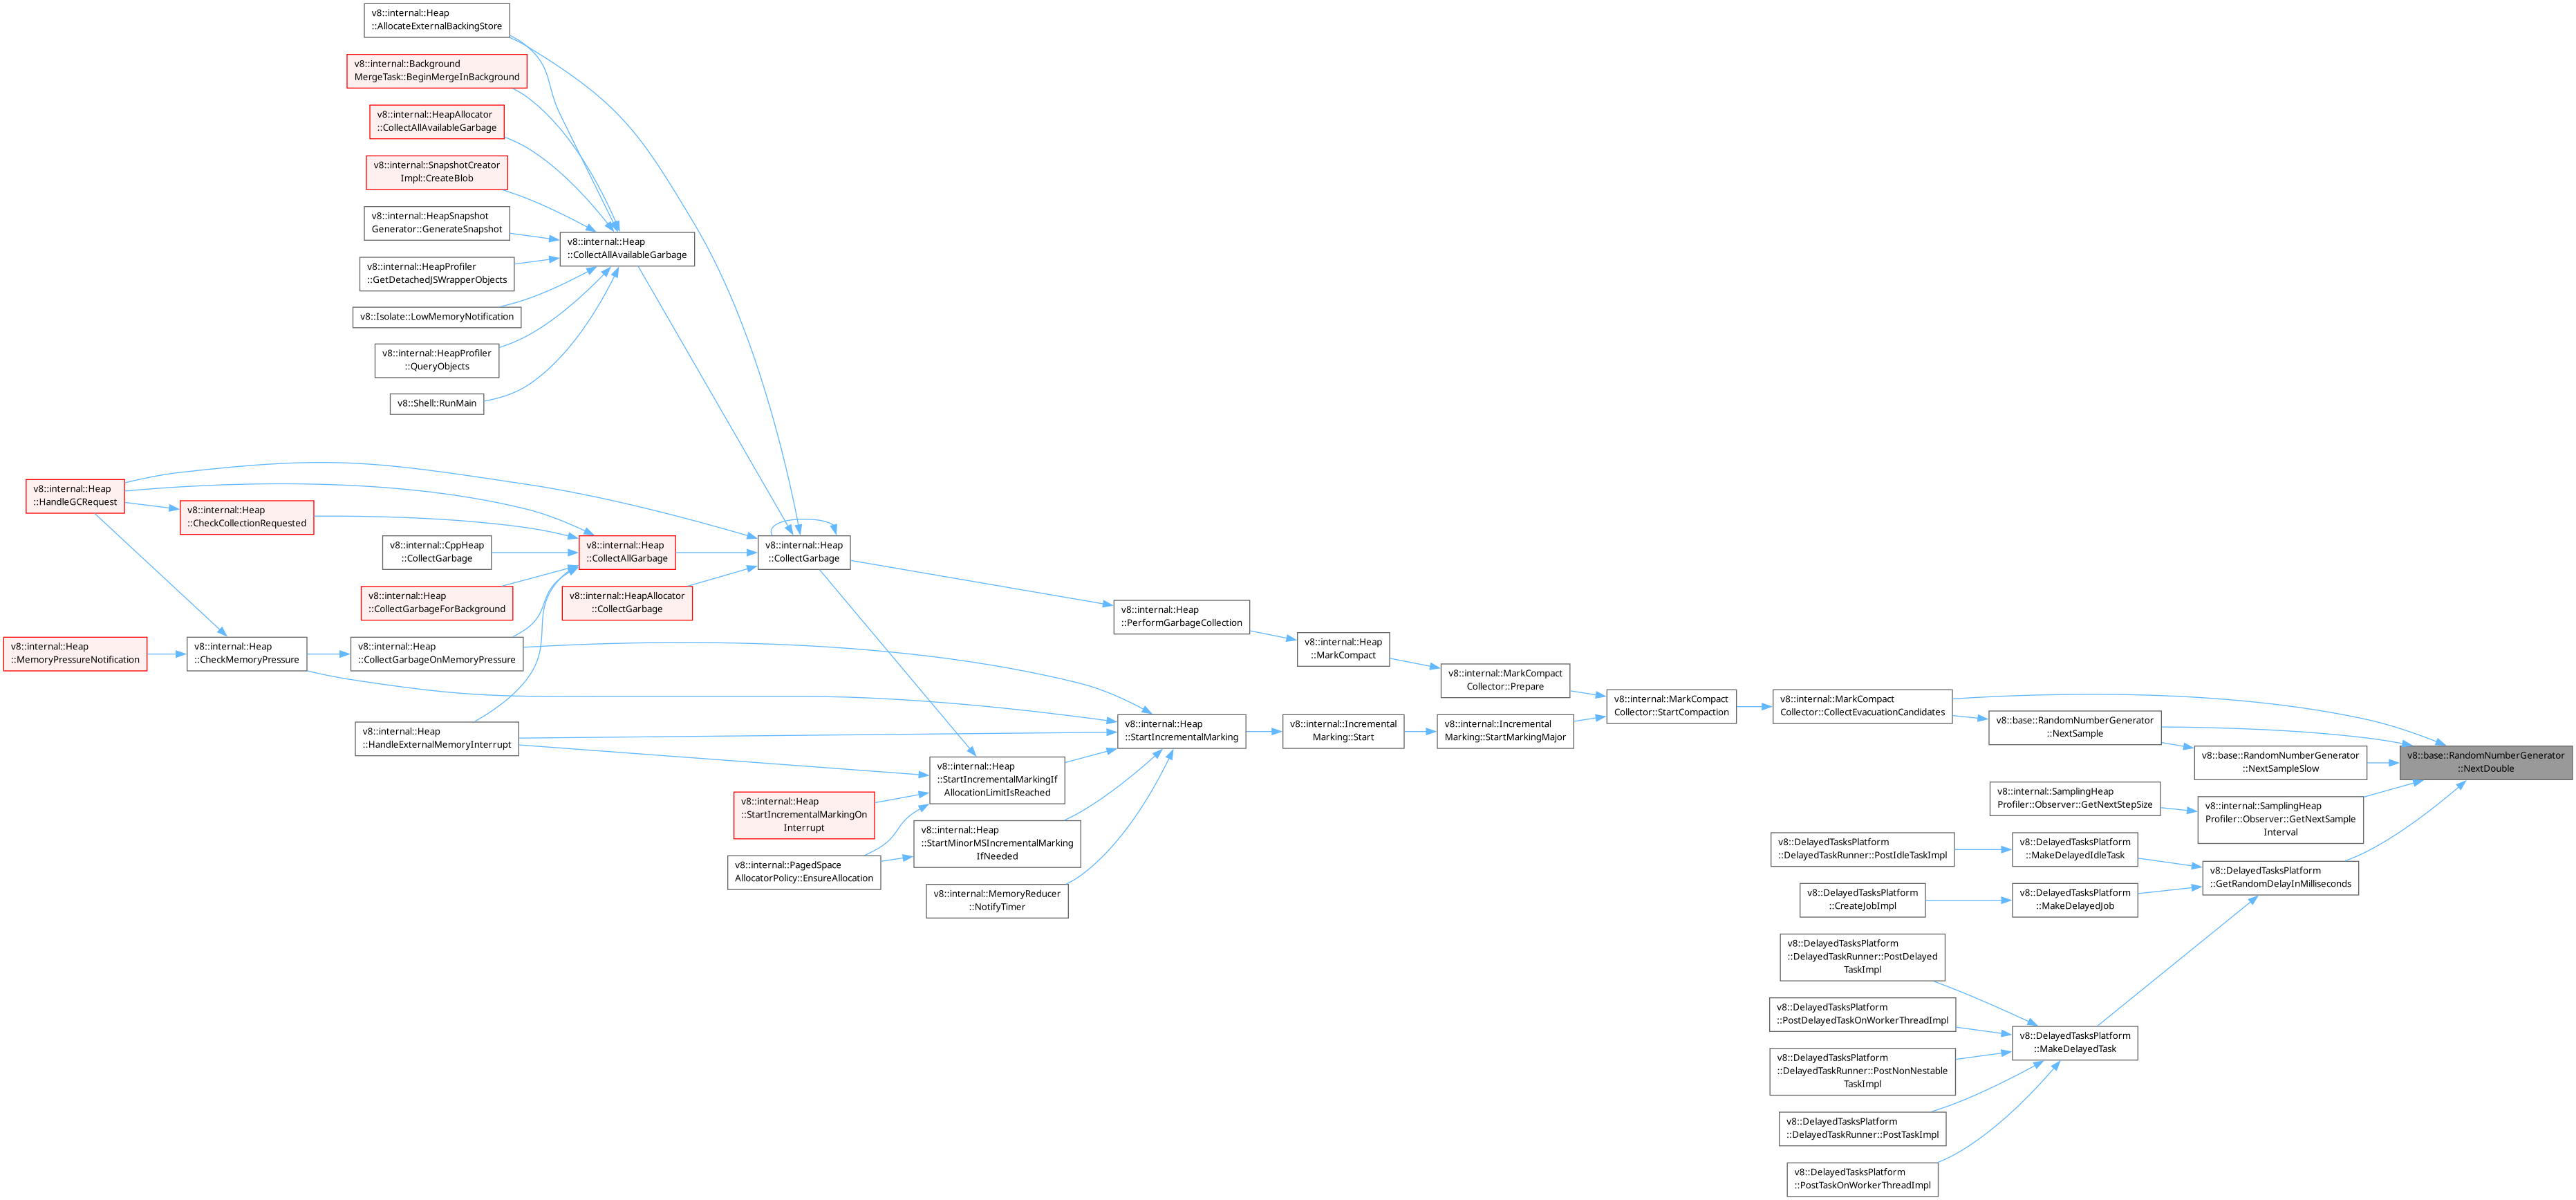 v8::internal::Heap
::AllocateExternalBackingStore
v8::internal::Background
MergeTask::BeginMergeInBackground
v8::internal::HeapAllocator
::CollectAllAvailableGarbage
v8::internal::SnapshotCreator
Impl::CreateBlob
v8::internal::HeapSnapshot
Generator::GenerateSnapshot
v8::internal::HeapProfiler
::GetDetachedJSWrapperObjects
v8::Isolate::LowMemoryNotification
v8::internal::HeapProfiler
::QueryObjects
v8::Shell::RunMain
v8::internal::Heap
::CollectAllAvailableGarbage
v8::internal::Heap
::HandleGCRequest
v8::internal::Heap
::CheckCollectionRequested
v8::internal::CppHeap
::CollectGarbage
v8::internal::Heap
::CollectGarbageForBackground
v8::internal::Heap
::CollectAllGarbage
v8::internal::HeapAllocator
::CollectGarbage
v8::internal::Heap
::CollectGarbage
v8::internal::Heap
::MemoryPressureNotification
v8::internal::Heap
::CheckMemoryPressure
v8::internal::Heap
::CollectGarbageOnMemoryPressure
v8::internal::Heap
::HandleExternalMemoryInterrupt
v8::internal::Heap
::PerformGarbageCollection
v8::internal::Heap
::MarkCompact
v8::internal::MarkCompact
Collector::Prepare
v8::internal::MarkCompact
Collector::StartCompaction
v8::internal::MarkCompact
Collector::CollectEvacuationCandidates
v8::internal::Heap
::StartIncrementalMarking
v8::internal::Incremental
Marking::Start
v8::internal::Incremental
Marking::StartMarkingMajor
v8::internal::Heap
::StartIncrementalMarkingIf
AllocationLimitIsReached
v8::internal::Heap
::StartIncrementalMarkingOn
Interrupt
v8::internal::Heap
::StartMinorMSIncrementalMarking
IfNeeded
v8::internal::PagedSpace
AllocatorPolicy::EnsureAllocation
v8::internal::MemoryReducer
::NotifyTimer
v8::base::RandomNumberGenerator
::NextSample
v8::base::RandomNumberGenerator
::NextSampleSlow
v8::base::RandomNumberGenerator
::NextDouble
v8::internal::SamplingHeap
Profiler::Observer::GetNextStepSize
v8::internal::SamplingHeap
Profiler::Observer::GetNextSample
Interval
v8::DelayedTasksPlatform
::DelayedTaskRunner::PostIdleTaskImpl
v8::DelayedTasksPlatform
::MakeDelayedIdleTask
v8::DelayedTasksPlatform
::GetRandomDelayInMilliseconds
v8::DelayedTasksPlatform
::CreateJobImpl
v8::DelayedTasksPlatform
::MakeDelayedJob
v8::DelayedTasksPlatform
::DelayedTaskRunner::PostDelayed
TaskImpl
v8::DelayedTasksPlatform
::PostDelayedTaskOnWorkerThreadImpl
v8::DelayedTasksPlatform
::MakeDelayedTask
v8::DelayedTasksPlatform
::DelayedTaskRunner::PostNonNestable
TaskImpl
v8::DelayedTasksPlatform
::DelayedTaskRunner::PostTaskImpl
v8::DelayedTasksPlatform
::PostTaskOnWorkerThreadImpl